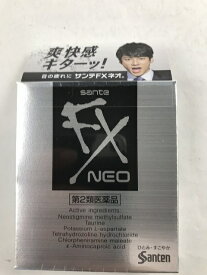 爽快感
キターッ!
目の疲れに サンテFXネオ。
sante
FX
NEO
第2類医薬品
Active ingredients:
Neostigmine methylsulfate
Taurine
Potassium L-aspartate
Tetrahydrozoline hydrochloride
Chlorpheniramine maleate
ε-Aminocaproic acid
ひとみ・すこやか
Santen